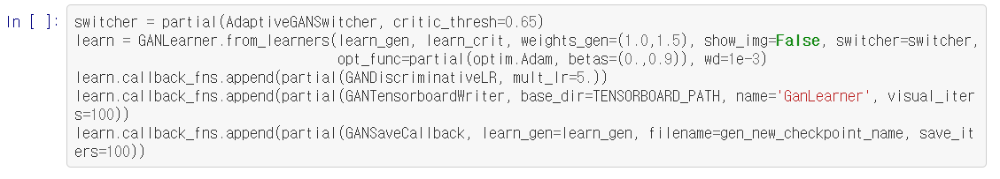 In [ ]: switcher = partial(AdaptiveGANSwitcher, critic_thresh=0.65)
learn = GANLearner.from_learners(learn_gen, learn_crit, weights_gen=(1.0,1.5), show_img=False, switcher=switcher,
opt_func=partial(optim.Adam, betas=(0.,0.9)), wd=1e-3)
learn.callback_fns.append(partial(GANDiscriminativeLR, mult_lr=5.))
learn.callback_fns.append(partial(GANTensorboardWriter, base_dir=TENSORBOARD_PATH, name='GanLearner', visual_iter
s=100))
learn.callback_fns.append(partial(GANSaveCallback, learn_gen=learn_gen, filename=gen_new_checkpoint_name, save_it
ers=100))